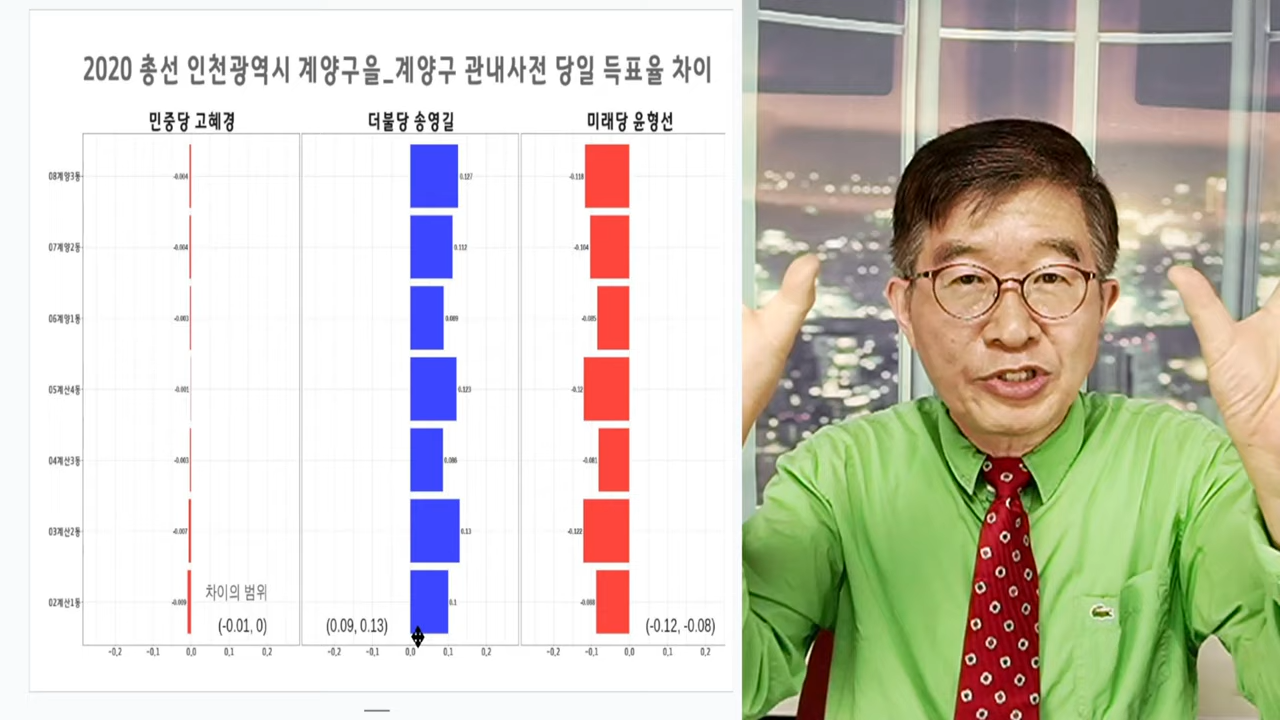 2020 총선 인천광역시 계양구을_계양구 관내사전 당일 득표율 차이
민중당 고혜경
더불당 송영길
미래당 윤형선
08계양3동
-0.004
0.127
-0.118
07계양2동
-0.004
0.112
-0.104
06계양1동
-0.003
0.089
-0.085
05계산4동
-0.001
0.123
-0.12
04계산3동
-0.003
0.086
-0.081
03계산2동
-0.007
0.13
-0.122
02계산1동
-0.009
0.1
-0.088
차이의 범위
(-0.01, 0)
(0.09, 0.13)
(-0.12, -0.08)
-0,2 -0,1 0,0 0,1 0,2
-0,2 -0,1 0,0 0,1 0,2
-0,2 -0,1 0,0 0,1 0,2